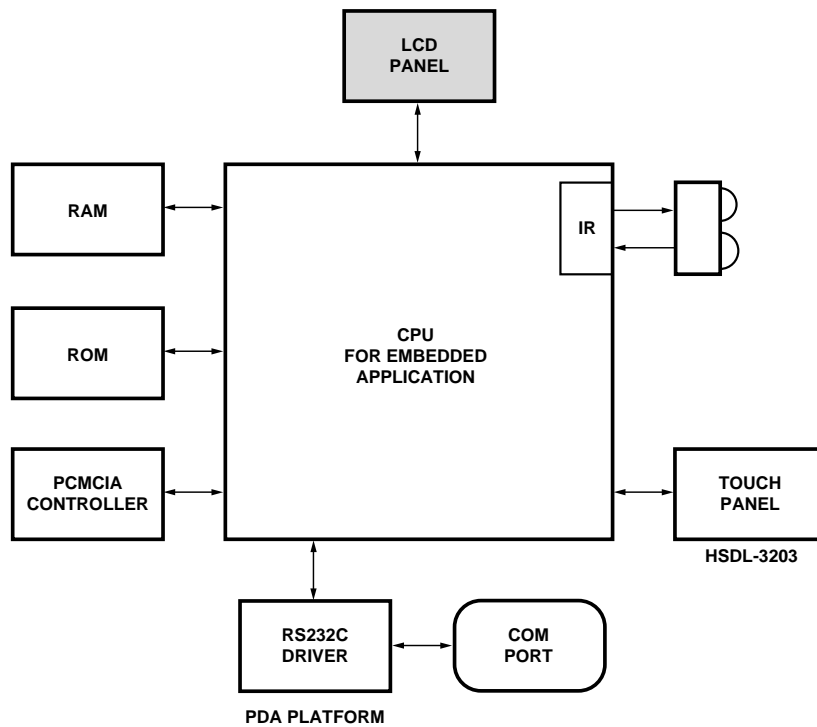 LCD
PANEL
RAM
IR
ROM
CPU
FOR EMBEDDED
APPLICATION
PCMCIA
CONTROLLER
TOUCH
PANEL
HSDL-3203
RS232C
DRIVER
COM
PORT
PDA PLATFORM